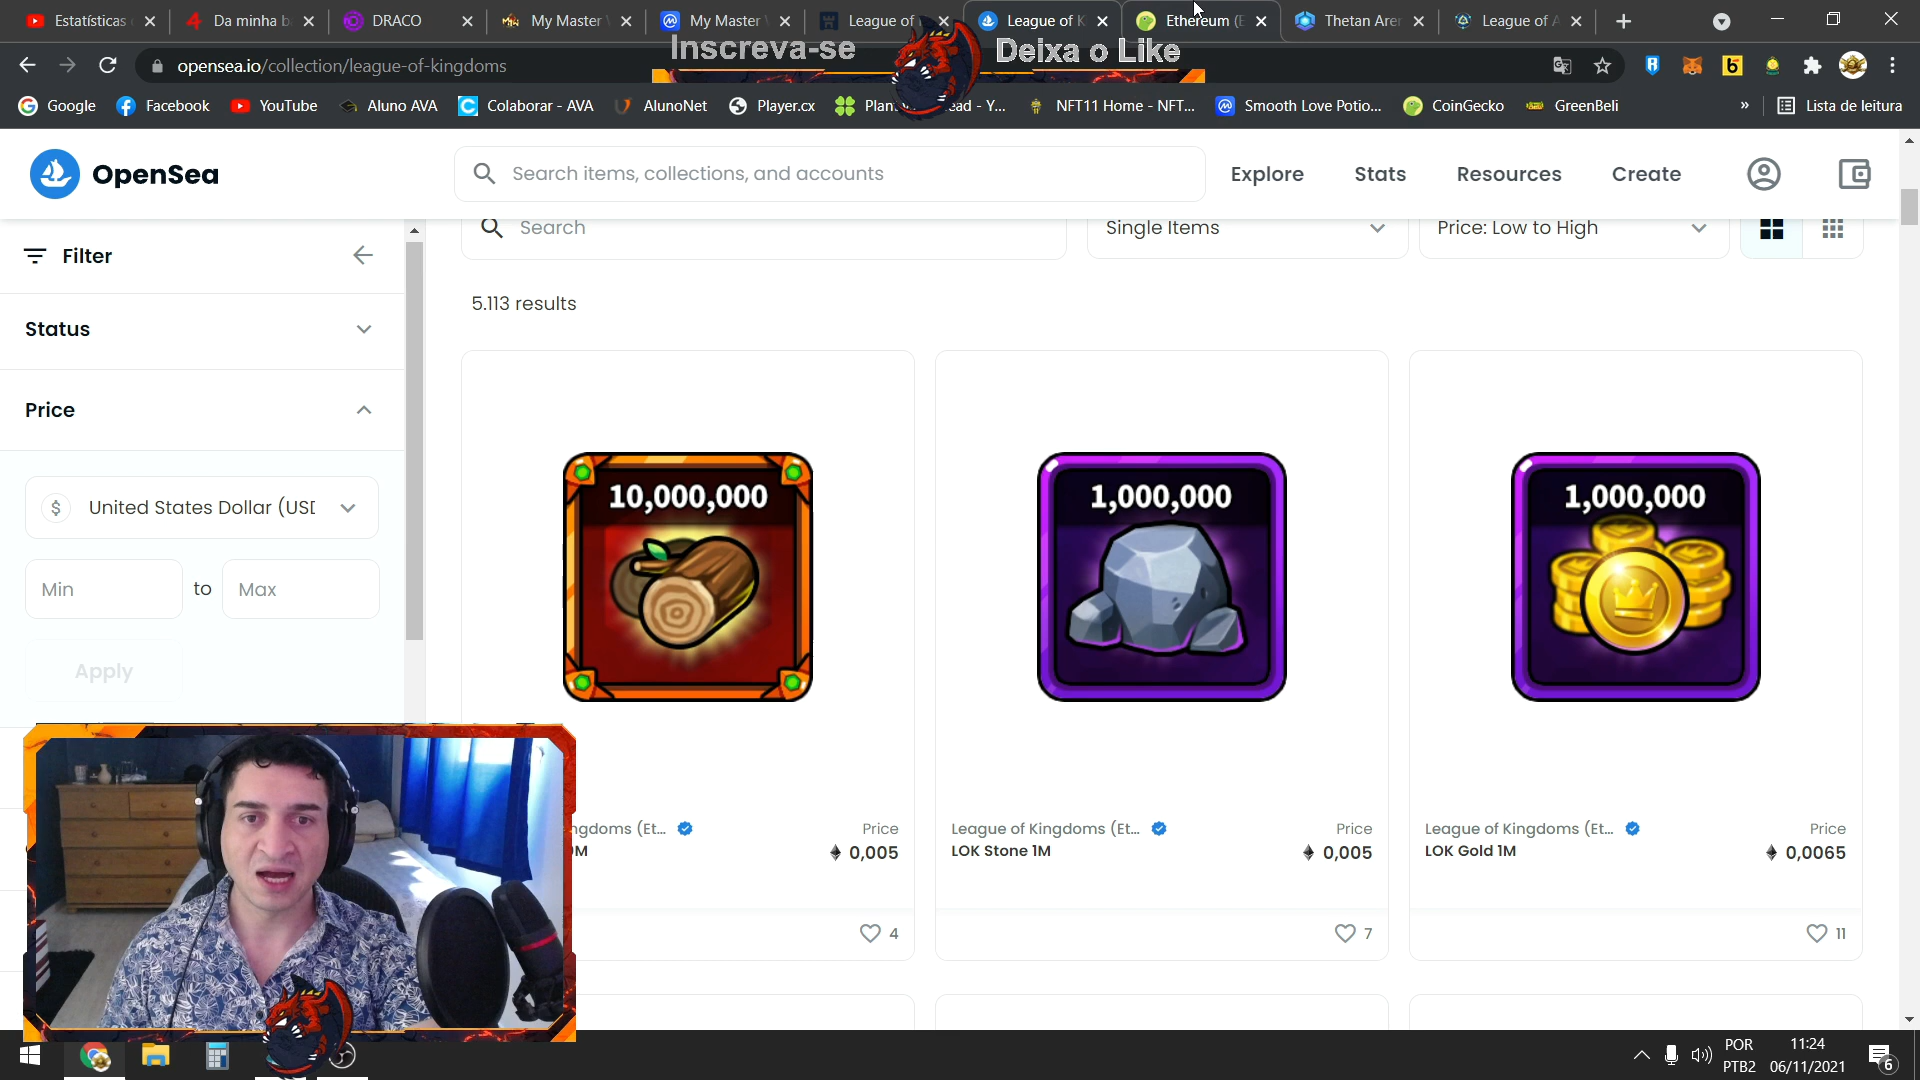 Estatísticas
Da minha b
DRACO
My Master
My Master
League of
League of K
Ethereum (E
Thetan Arer
League of A
Inscreva-se
Deixa o Like
opensea.io/collection/league-of-kingdoms
Google
Facebook
YouTube
Aluno AVA
Colaborar - AVA
AlunoNet
Player.cx
NFT11 Home - NFT...
Smooth Love Potio...
CoinGecko
GreenBeli
»
Lista de leitura
OpenSea
Search items, collections, and accounts
Explore
Stats
Resources
Create
Filter
Search
Single Items
Price: Low to High
5.113 results
Status
Price
$
United States Dollar (USD
Min
to
Max
Apply
10,000,000
1,000,000
1,000,000
ngdoms (Et...
Price
M
0,005
4
League of Kingdoms (Et...
Price
LOK Stone 1M
0,005
7
League of Kingdoms (Et...
Price
LOK Gold 1M
0,0065
11
POR
PTB2
11:24
06/11/2021
6